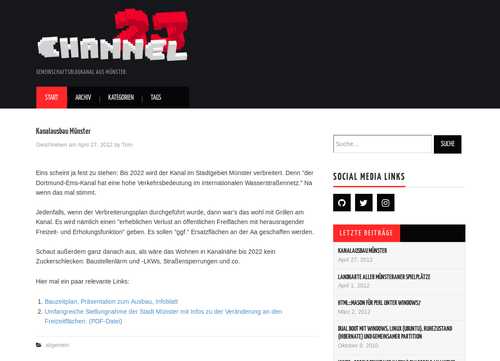 CHANNEL 23
GEMEINSCHAFTSBLOGKANAL AUS MÜNSTER.
START
ARCHIV
KATEGORIEN
TAGS
Kanalausbau Münster
Geschrieben am April 27, 2012 by Tom
Eins scheint ja fest zu stehen: Bis 2022 wird der Kanal im Stadtgebiet Münster verbreitert. Denn "der
Dortmund-Ems-Kanal hat eine hohe Verkehrsbedeutung im internationalen Wasserstraßennetz." Na
wenn das mal stimmt.
Jedenfalls, wenn der Verbreiterungsplan durchgeführt wurde, dann war's das wohl mit Grillen am
Kanal. Es wird nämlich einen "erheblichen Verlust an öffentlichen Freiflächen mit herausragender
Freizeit- und Erholungsfunktion" geben. Es sollen "ggf." Ersatzflächen an der Aa geschaffen werden.
Schaut außerdem ganz danach aus, als wäre das Wohnen in Kanalnähe bis 2022 kein
Zuckerschlecken: Baustellenlärm und -LKWs, Straßensperrungen und co.
Hier mal ein paar relevante Links:
1. Bauzeitplan, Präsentation zum Ausbau, Infoblatt
2. Umfangreiche Stellungnahme der Stadt Münster mit Infos zu der Veränderung an den
Freizeitflächen. (PDF-Datei)
allgemein
Suche...
SUCHE
SOCIAL MEDIA LINKS
LETZTE BEITRÄGE
KANALAUSBAU MÜNSTER
April 27, 2012
LANDKARTE ALLER MÜNSTERANER SPIELPLÄTZE
April 1, 2012
HTML::MASON FÜR PERL UNTER WINDOWS7
März 2, 2012
DUAL BOOT MIT WINDOWS, LINUX (UBUNTU), RUHEZUSTAND
(HIBERNATE) UND GEMEINSAMER PARTITION
Oktober 9, 2010